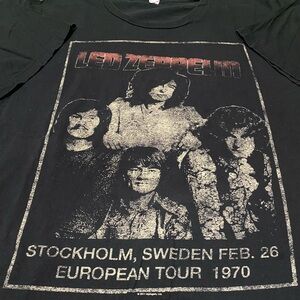 LED ZEPPELIN
STOCKHOLM, SWEDEN FEB. 26
EUROPEAN TOUR 1970